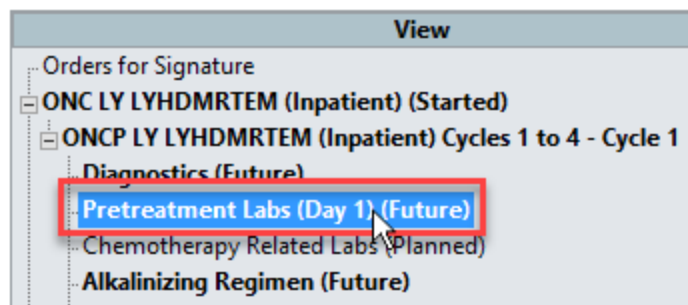 View
Orders for Signature
ONC LY LYHDMRTEM (Inpatient) (Started)
ONCP LY LYHDMRTEM (Inpatient) Cycles 1 to 4 - Cycle 1
Diagnostics (Future)
Pretreatment Labs (Day 1) (Future)
Chemotherapy Related Labs (Planned)
Alkalinizing Regimen (Future)